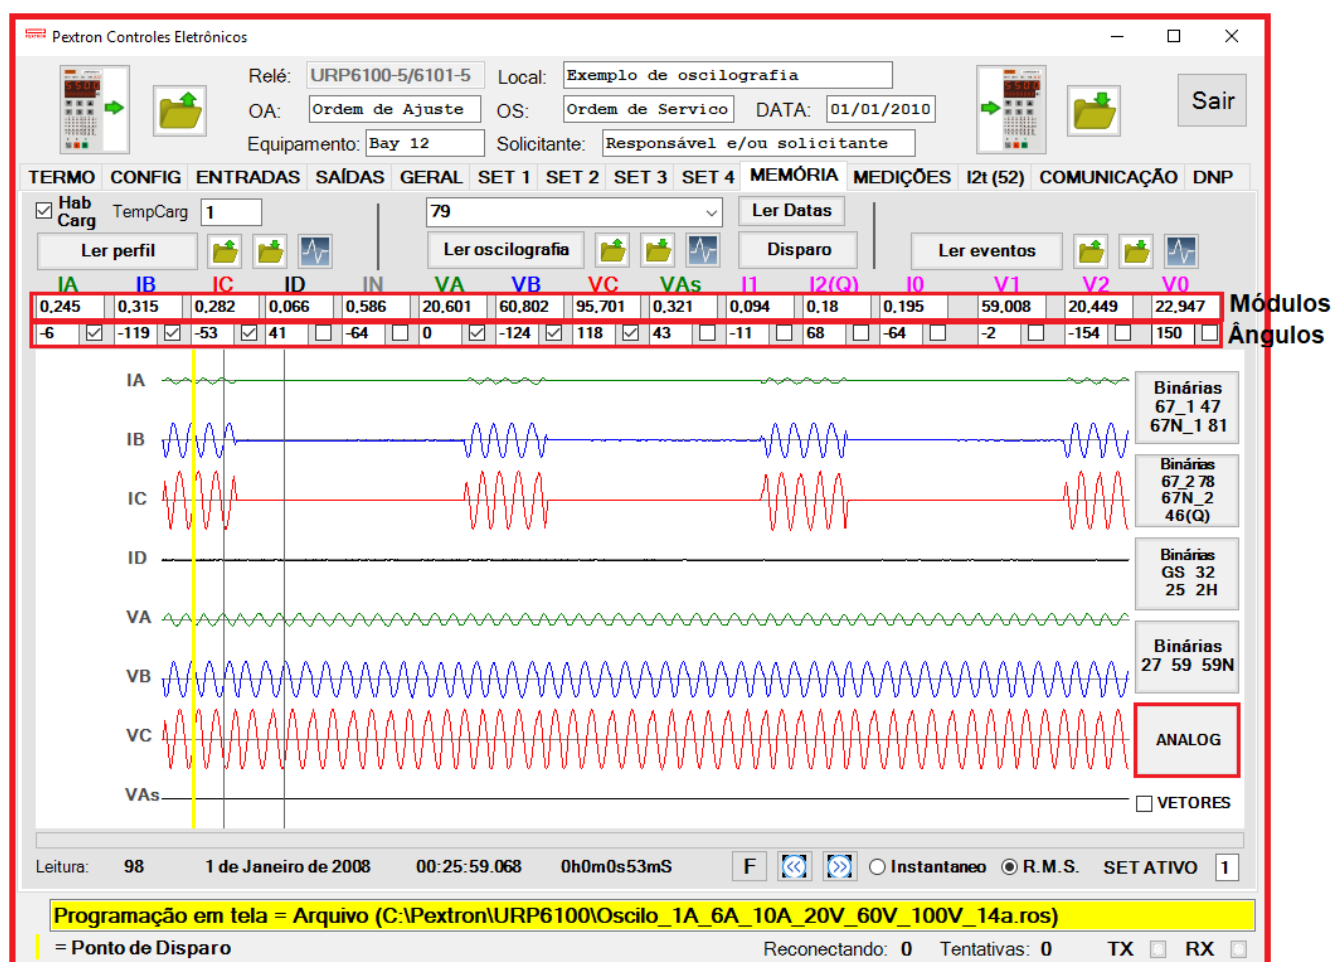 PEXTRON Pextron Controles Eletrônicos
Relé: URP6100-5/6101-5 Local: Exemplo de oscilografia
OA: Ordem de Ajuste OS: Ordem de Servico DATA: 01/01/2010
Equipamento: Bay 12 Solicitante: Responsável e/ou solicitante
Sair
TERMO CONFIG ENTRADAS SAÍDAS GERAL SET 1 SET 2 SET 3 SET 4 MEMÓRIA MEDIÇÕES I2t (52) COMUNICAÇÃO DNP
Hab Carg TempCarg 1 79 Ler Datas
Ler perfil Ler oscilografia Disparo Ler eventos
IA IB IC ID IN VA VB VC VAs I1 I2(Q) I0 V1 V2 V0
0,245 0,315 0,282 0,066 0,586 20,601 60,802 95,701 0,321 0,094 0,18 0,195 59,008 20,449 22,947 Módulos
-6 -119 -53 41 -64 0 -124 118 43 -11 68 -64 -2 -154 150 Ângulos
IA
Binárias
67_1 47
67N_1 81
IB
Binárias
67_2 78
67N_2
46(Q)
IC
ID
Binárias
GS 32
25 2H
VA
Binárias
27 59 59N
VB
VC
ANALOG
VAs
VETORES
Leitura: 98 1 de Janeiro de 2008 00:25:59.068 0h0m0s53mS F Instantaneo R.M.S. SET ATIVO 1
Programação em tela = Arquivo (C:\Pextron\URP6100\Oscilo_1A_6A_10A_20V_60V_100V_14a.ros)
= Ponto de Disparo Reconectando: 0 Tentativas: 0 TX RX